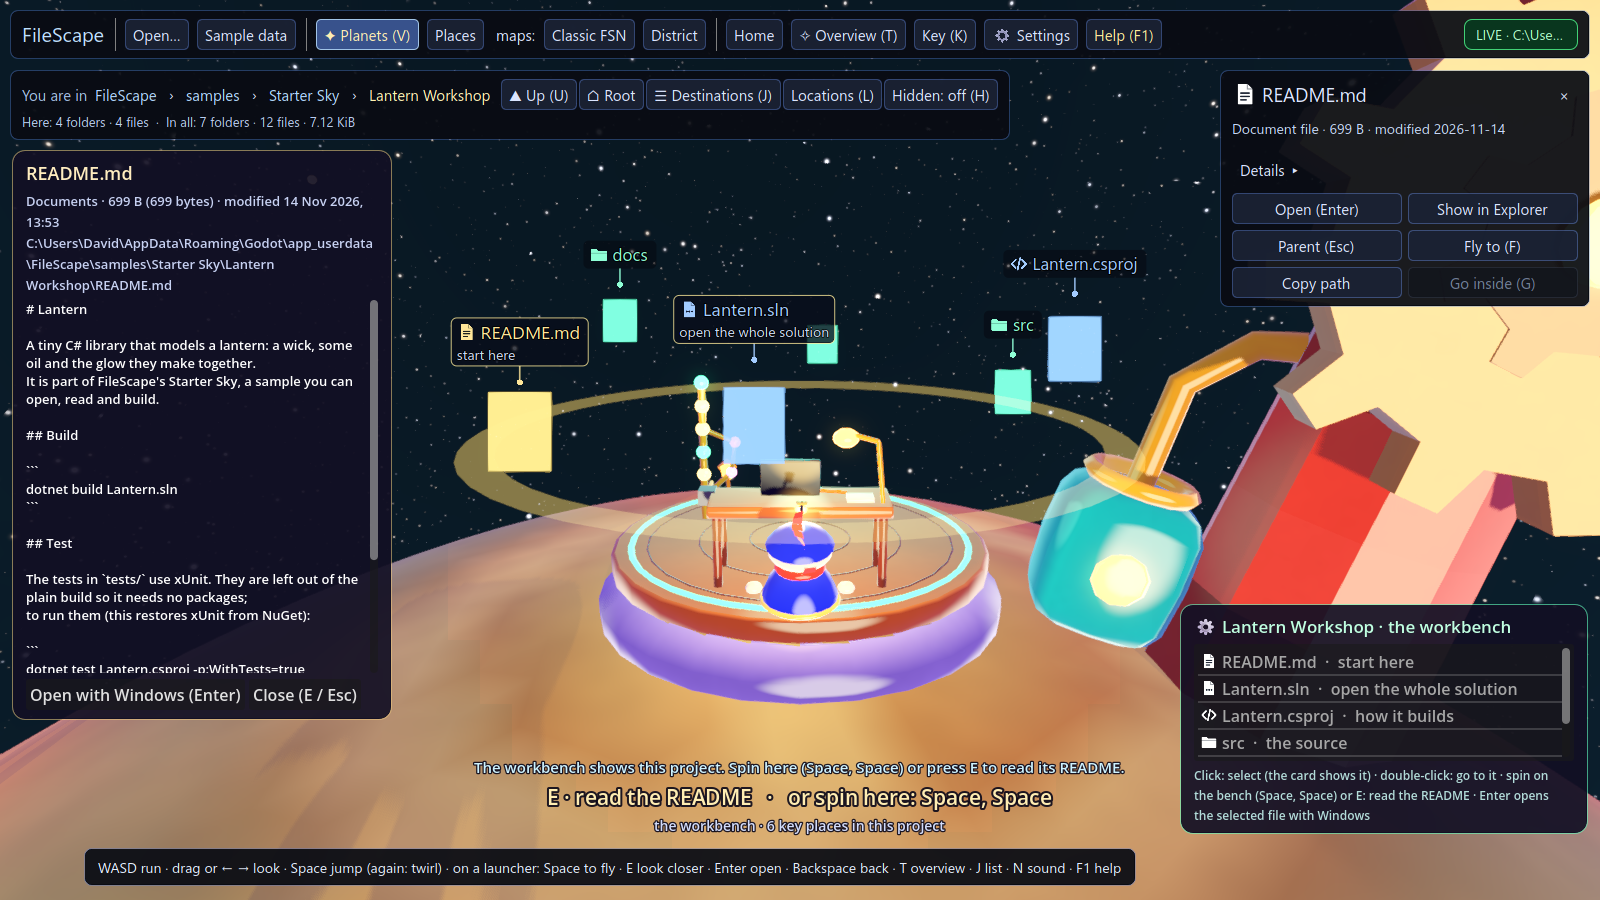 FileScape
Open...
Sample data
✦ Planets (V)
Places
maps:
Classic FSN
District
Home
✧ Overview (T)
Key (K)
Settings
Help (F1)
LIVE · C:\Use...
You are in FileScape › samples › Starter Sky › Lantern Workshop
▲ Up (U)
Root
☰ Destinations (J)
Locations (L)
Hidden: off (H)
Here: 4 folders · 4 files · In all: 7 folders · 12 files · 7.12 KiB
README.md
×
Document file · 699 B · modified 2026-11-14
Details ▸
Open (Enter)
Show in Explorer
Parent (Esc)
Fly to (F)
Copy path
Go inside (G)
README.md
Documents · 699 B (699 bytes) · modified 14 Nov 2026,
13:53
C:\Users\David\AppData\Roaming\Godot\app_userdata
\FileScape\samples\Starter Sky\Lantern
Workshop\README.md
# Lantern
A tiny C# library that models a lantern: a wick, some
oil and the glow they make together.
It is part of FileScape's Starter Sky, a sample you can
open, read and build.
## Build
```
dotnet build Lantern.sln
```
## Test
The tests in `tests/` use xUnit. They are left out of the
plain build so it needs no packages;
to run them (this restores xUnit from NuGet):
```
dotnet test Lantern.csproj -p:WithTests=true
Open with Windows (Enter)
Close (E / Esc)
docs
Lantern.csproj
Lantern.sln
open the whole solution
README.md
start here
src
Lantern Workshop · the workbench
README.md · start here
Lantern.sln · open the whole solution
Lantern.csproj · how it builds
src · the source
Click: select (the card shows it) · double-click: go to it · spin on
the bench (Space, Space) or E: read the README · Enter opens
the selected file with Windows
The workbench shows this project. Spin here (Space, Space) or press E to read its README.
E · read the README · or spin here: Space, Space
the workbench · 6 key places in this project
WASD run · drag or ← → look · Space jump (again: twirl) · on a launcher: Space to fly · E look closer · Enter open · Backspace back · T overview · J list · N sound · F1 help